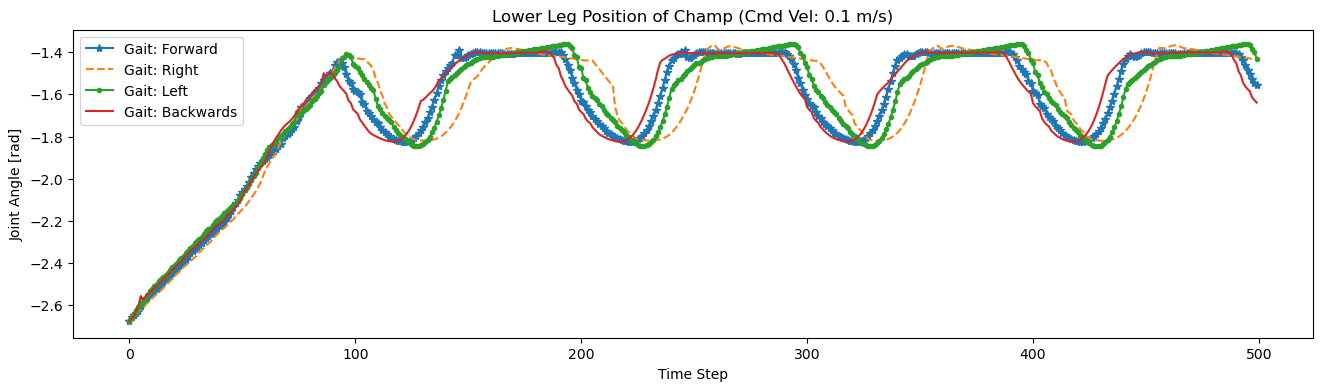 Lower Leg Position of Champ (Cmd Vel: 0.1 m/s)
Gait: Forward
Gait: Right
Gait: Left
Gait: Backwards
Joint Angle [rad]
−1.4
−1.6
−1.8
−2.0
−2.2
−2.4
−2.6
0
100
200
300
400
500
Time Step